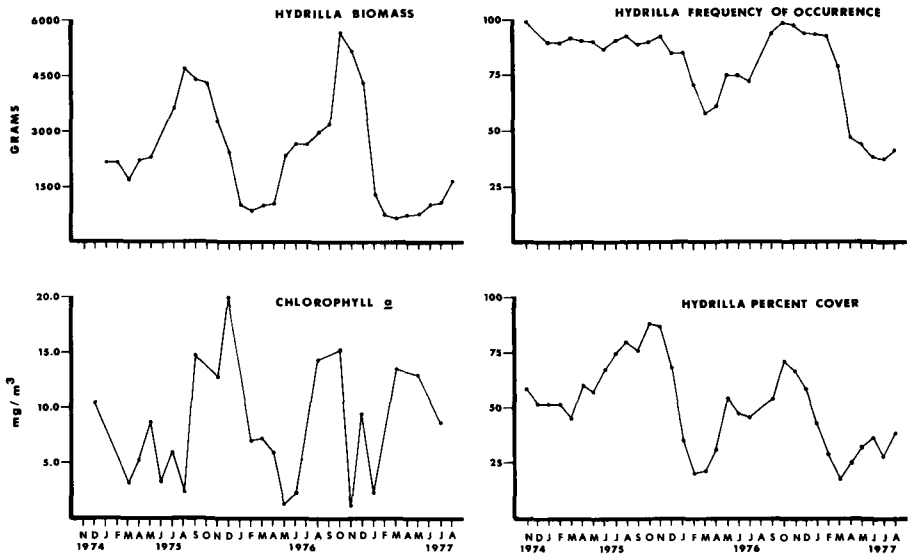 HYDRILLA BIOMASS
6000
4500
3000
1500
GRAMS
HYDRILLA FREQUENCY OF OCCURRENCE
100
75
50
25
CHLOROPHYLL a
20.0
15.0
10.0
5.0
mg/m³
N D J F M A M J J A S O N D J F M A M J J A S O N D J F M A M J J A
1974 1975 1976 1977
HYDRILLA PERCENT COVER
100
75
50
25
N D J F M A M J J A S O N D J F M A M J J A S O N D J F M A M J J A
1974 1975 1976 1977